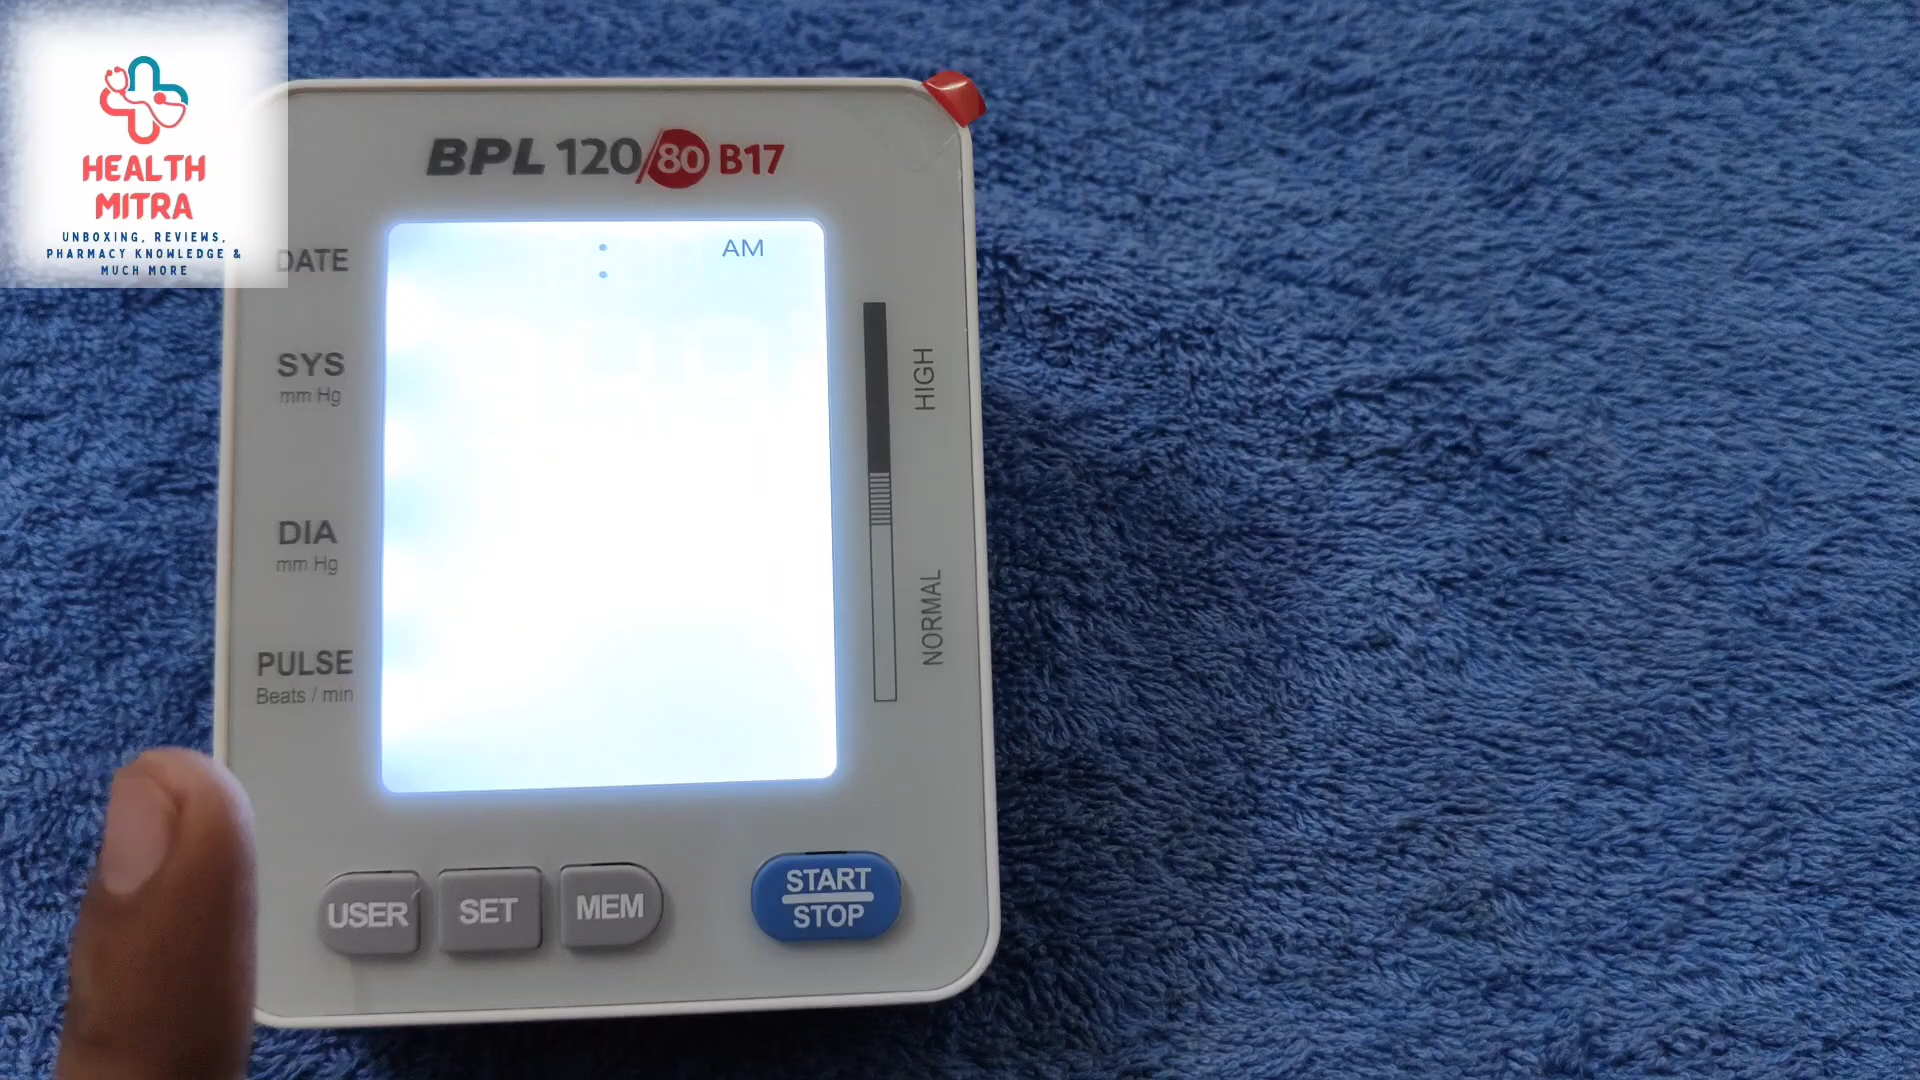 HEALTH
MITRA
UNBOXING, REVIEWS,
PHARMACY KNOWLEDGE &
MUCH MORE
BPL 120/80 B17
DATE
: AM
SYS
mm Hg
HIGH
DIA
mm Hg
NORMAL
PULSE
Beats / min
USER
SET
MEM
START
STOP